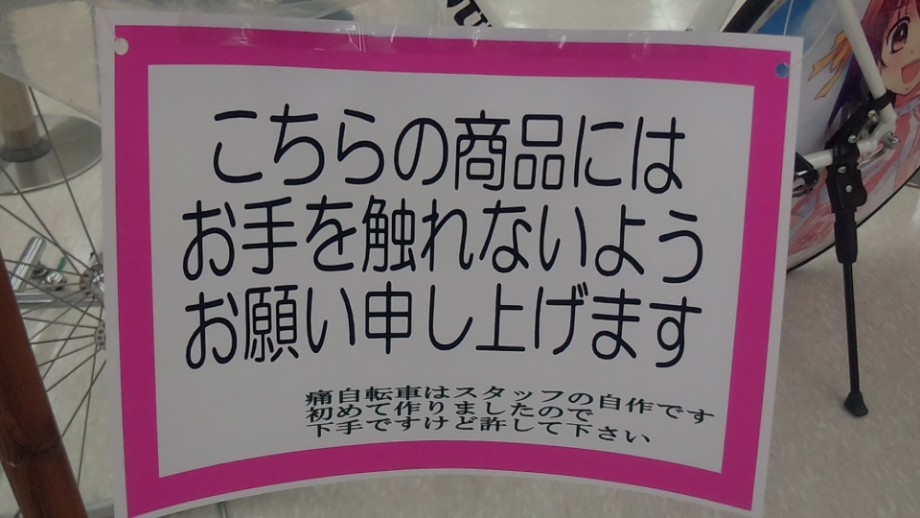 こちらの商品には
お手を触れないよう
お願い申し上げます
痛自転車はスタッフの自作です
初めて作りましたので
下手ですけど許して下さい